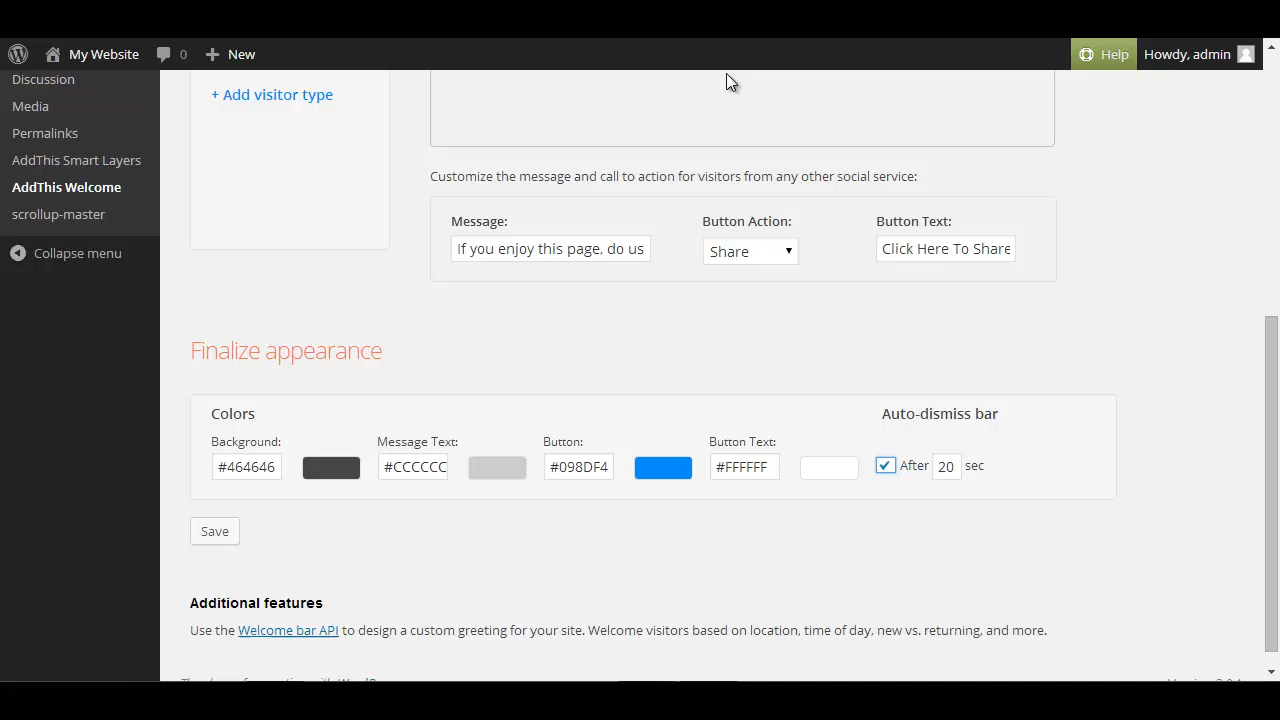 My Website 0 New Help Howdy, admin
Discussion
Media
Permalinks
AddThis Smart Layers
AddThis Welcome
scrollup-master
Collapse menu
+ Add visitor type
Customize the message and call to action for visitors from any other social service:
Message: Button Action: Button Text:
If you enjoy this page, do us Share Click Here To Share
Finalize appearance
Colors Auto-dismiss bar
Background: Message Text: Button: Button Text:
#464646 #CCCCCC #098DF4 #FFFFFF After 20 sec
Save
Additional features
Use the Welcome bar API to design a custom greeting for your site. Welcome visitors based on location, time of day, new vs. returning, and more.